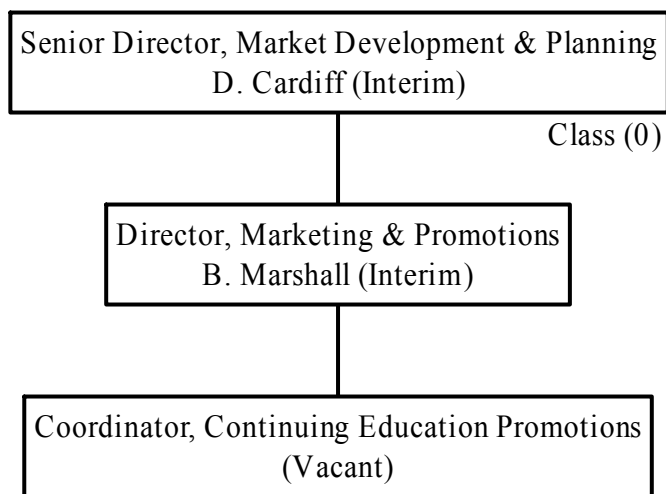 Senior Director, Market Development & Planning
D. Cardiff (Interim)
Class (0)
Director, Marketing & Promotions
B. Marshall (Interim)
Coordinator, Continuing Education Promotions
(Vacant)